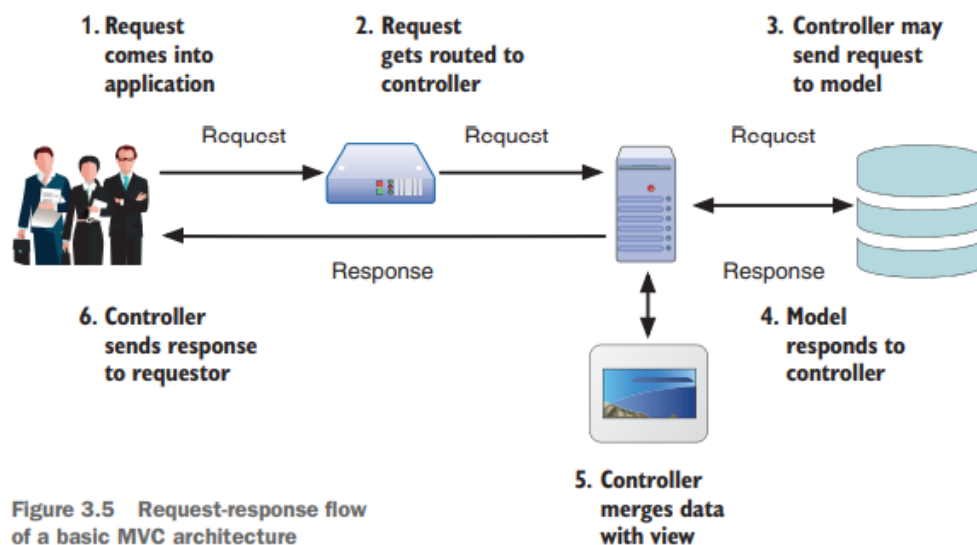 1. Request
comes into
application
2. Request
gets routed to
controller
3. Controller may
send request
to model
Request
Request
Request
Response
Response
6. Controller
sends response
to requestor
4. Model
responds to
controller
5. Controller
merges data
with view
Figure 3.5 Request-response flow
of a basic MVC architecture